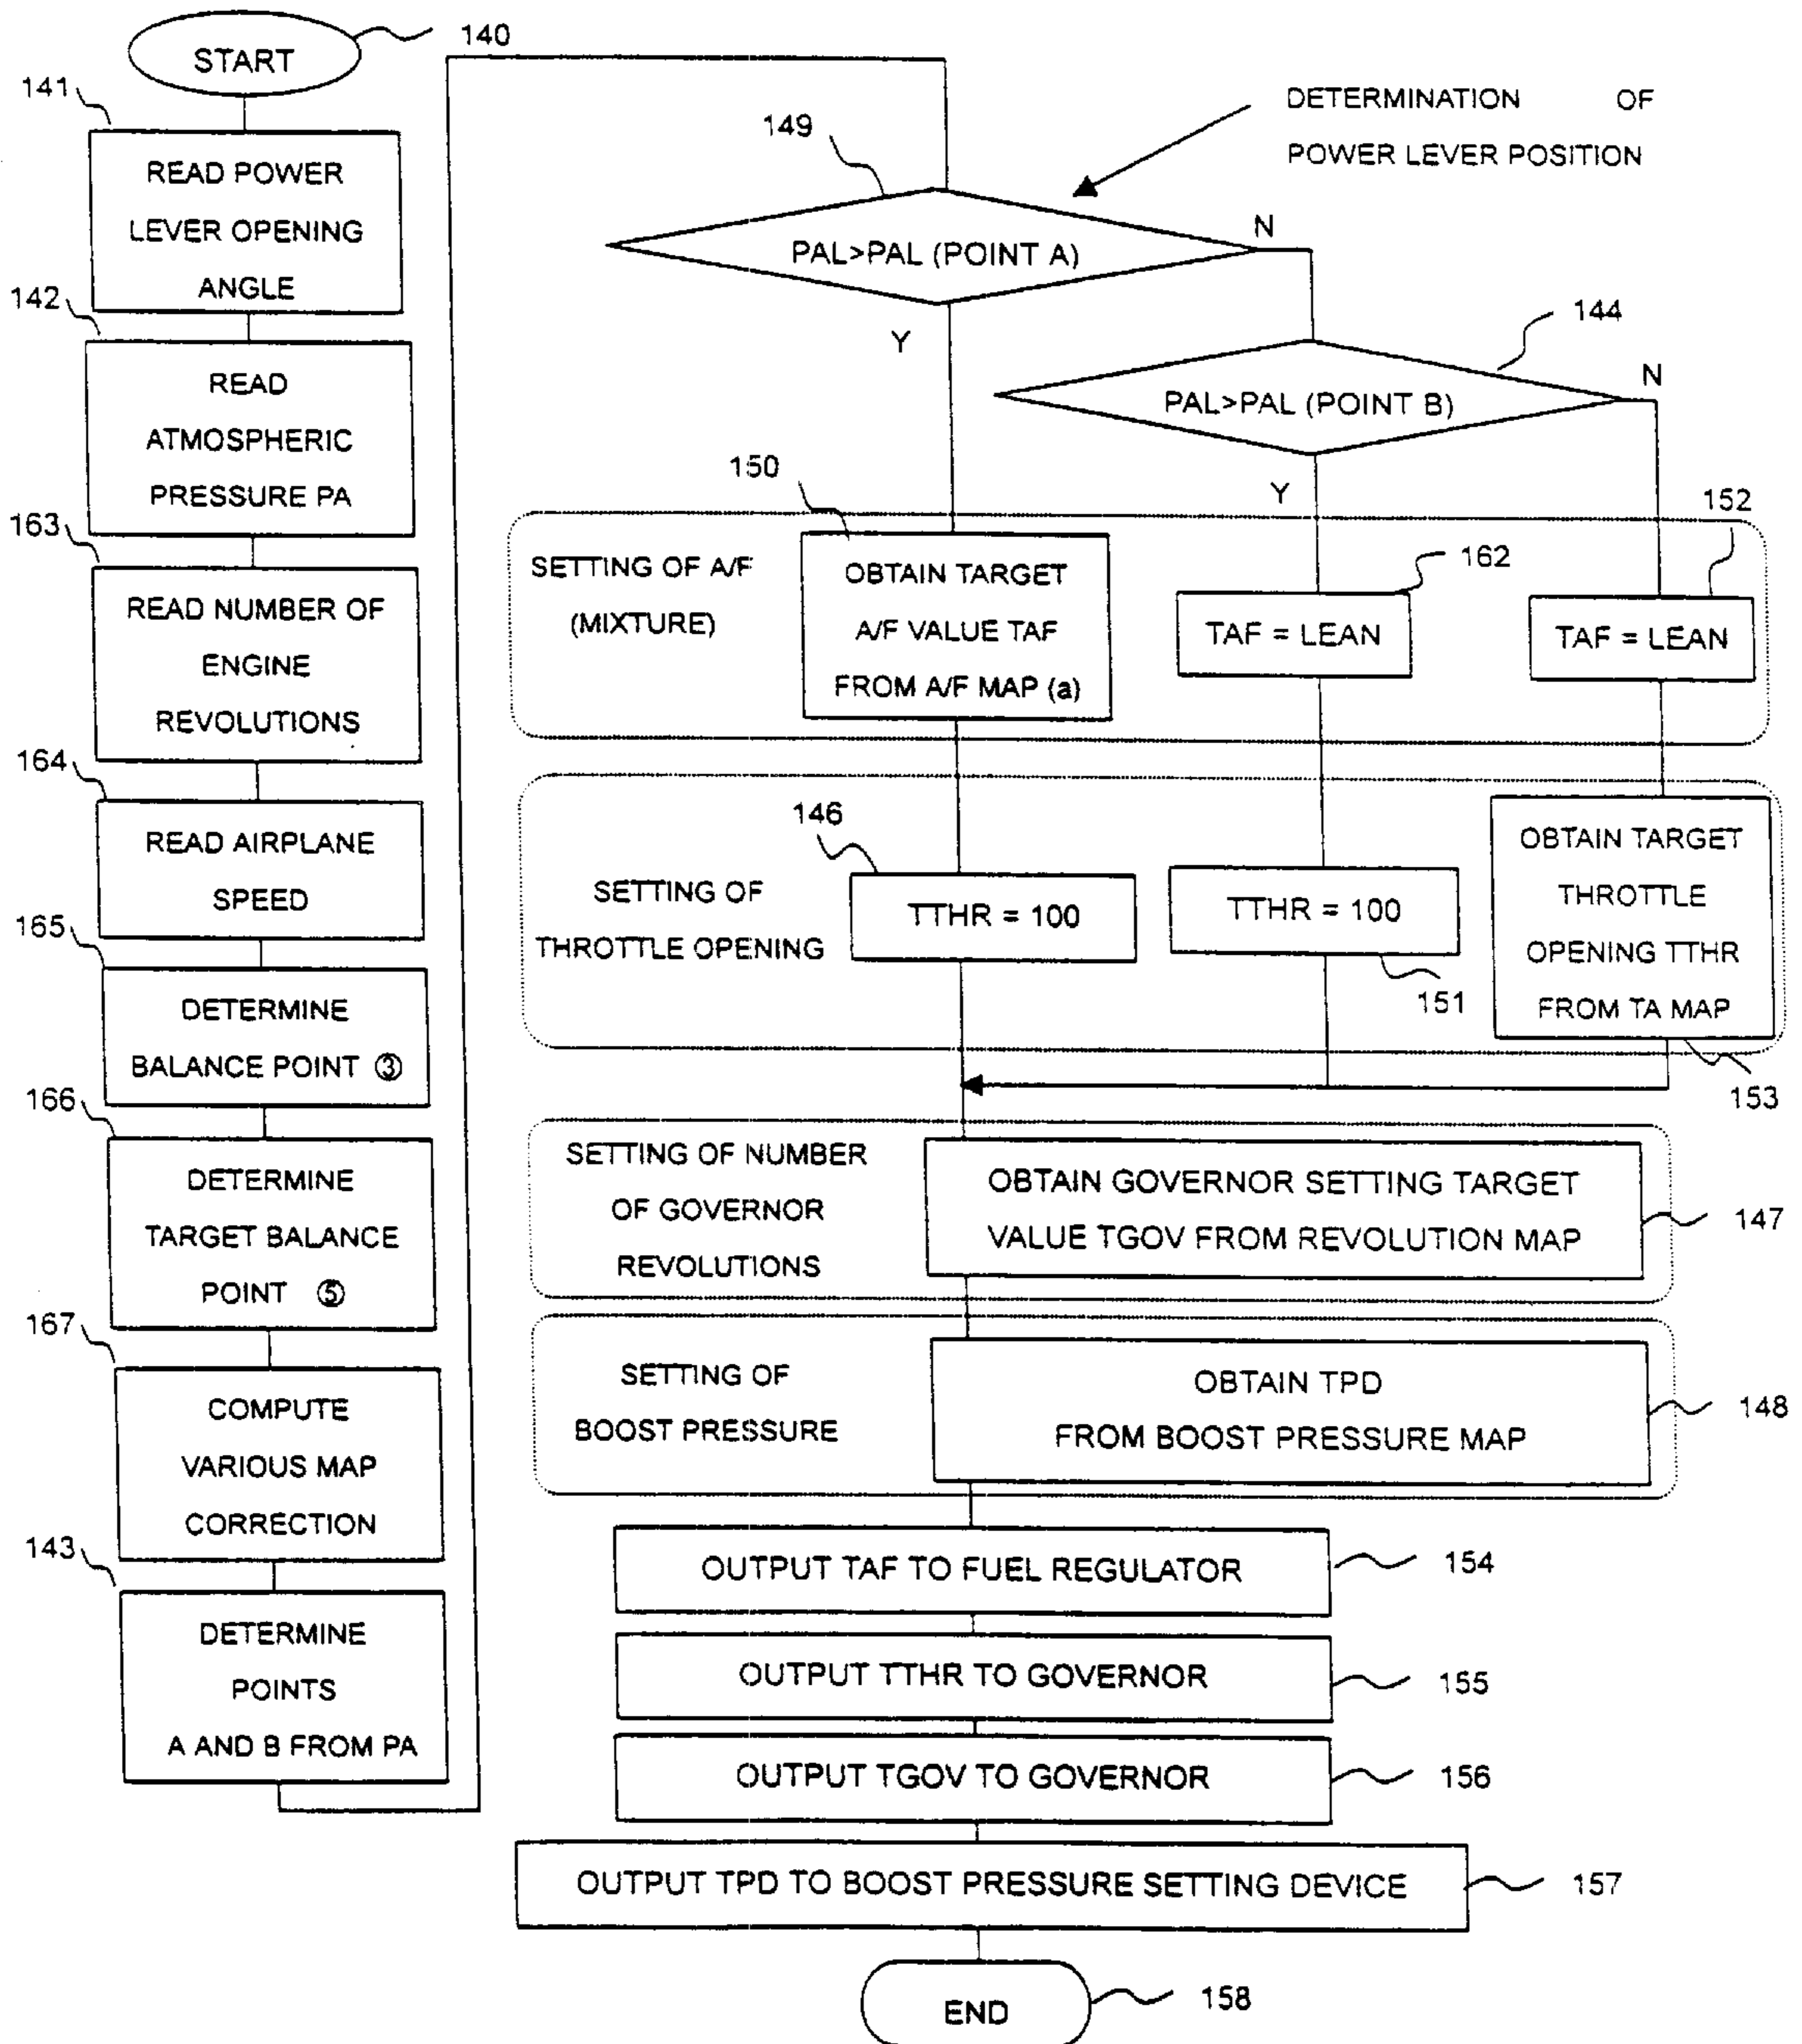 START
140
141
READ POWER
LEVER OPENING
ANGLE
142
READ
ATMOSPHERIC
PRESSURE PA
163
READ NUMBER OF
ENGINE
REVOLUTIONS
164
READ AIRPLANE
SPEED
165
DETERMINE
BALANCE POINT ③
166
DETERMINE
TARGET BALANCE
POINT ⑤
167
COMPUTE
VARIOUS MAP
CORRECTION
143
DETERMINE
POINTS
A AND B FROM PA
DETERMINATION OF
POWER LEVER POSITION
149
PAL>PAL (POINT A)
N
Y
144
PAL>PAL (POINT B)
N
Y
SETTING OF A/F
(MIXTURE)
150
OBTAIN TARGET
A/F VALUE TAF
FROM A/F MAP (a)
162
TAF = LEAN
152
TAF = LEAN
SETTING OF
THROTTLE OPENING
146
TTHR = 100
TTHR = 100
151
OBTAIN TARGET
THROTTLE
OPENING TTHR
FROM TA MAP
153
SETTING OF NUMBER
OF GOVERNOR
REVOLUTIONS
OBTAIN GOVERNOR SETTING TARGET
VALUE TGOV FROM REVOLUTION MAP
147
SETTING OF
BOOST PRESSURE
OBTAIN TPD
FROM BOOST PRESSURE MAP
148
OUTPUT TAF TO FUEL REGULATOR
154
OUTPUT TTHR TO GOVERNOR
155
OUTPUT TGOV TO GOVERNOR
156
OUTPUT TPD TO BOOST PRESSURE SETTING DEVICE
157
END
158